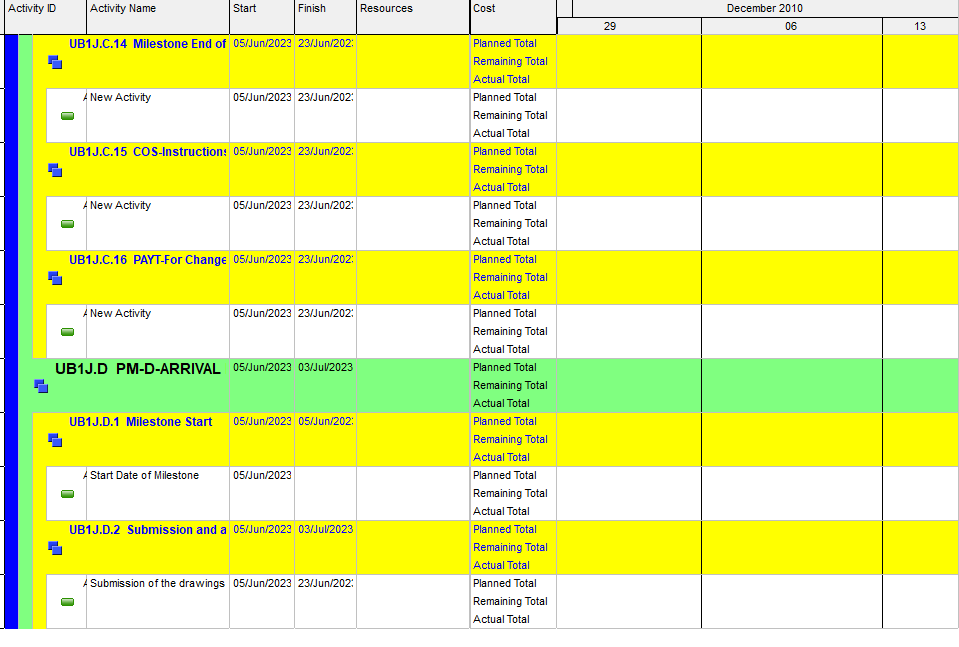 Activity ID Activity Name Start Finish Resources Cost December 2010
29 06 13
UB1J.C.14 Milestone End of 05/Jun/2023 23/Jun/202 Planned Total
Remaining Total
Actual Total
A New Activity 05/Jun/2023 23/Jun/202 Planned Total
Remaining Total
Actual Total
UB1J.C.15 COS-Instructions 05/Jun/2023 23/Jun/202 Planned Total
Remaining Total
Actual Total
A New Activity 05/Jun/2023 23/Jun/202 Planned Total
Remaining Total
Actual Total
UB1J.C.16 PAYT-For Change 05/Jun/2023 23/Jun/202 Planned Total
Remaining Total
Actual Total
A New Activity 05/Jun/2023 23/Jun/202 Planned Total
Remaining Total
Actual Total
UB1J.D PM-D-ARRIVAL 05/Jun/2023 03/Jul/2023 Planned Total
Remaining Total
Actual Total
UB1J.D.1 Milestone Start 05/Jun/2023 05/Jun/202 Planned Total
Remaining Total
Actual Total
A Start Date of Milestone 05/Jun/2023 Planned Total
Remaining Total
Actual Total
UB1J.D.2 Submission and a 05/Jun/2023 03/Jul/2023 Planned Total
Remaining Total
Actual Total
A Submission of the drawings 05/Jun/2023 23/Jun/202 Planned Total
Remaining Total
Actual Total